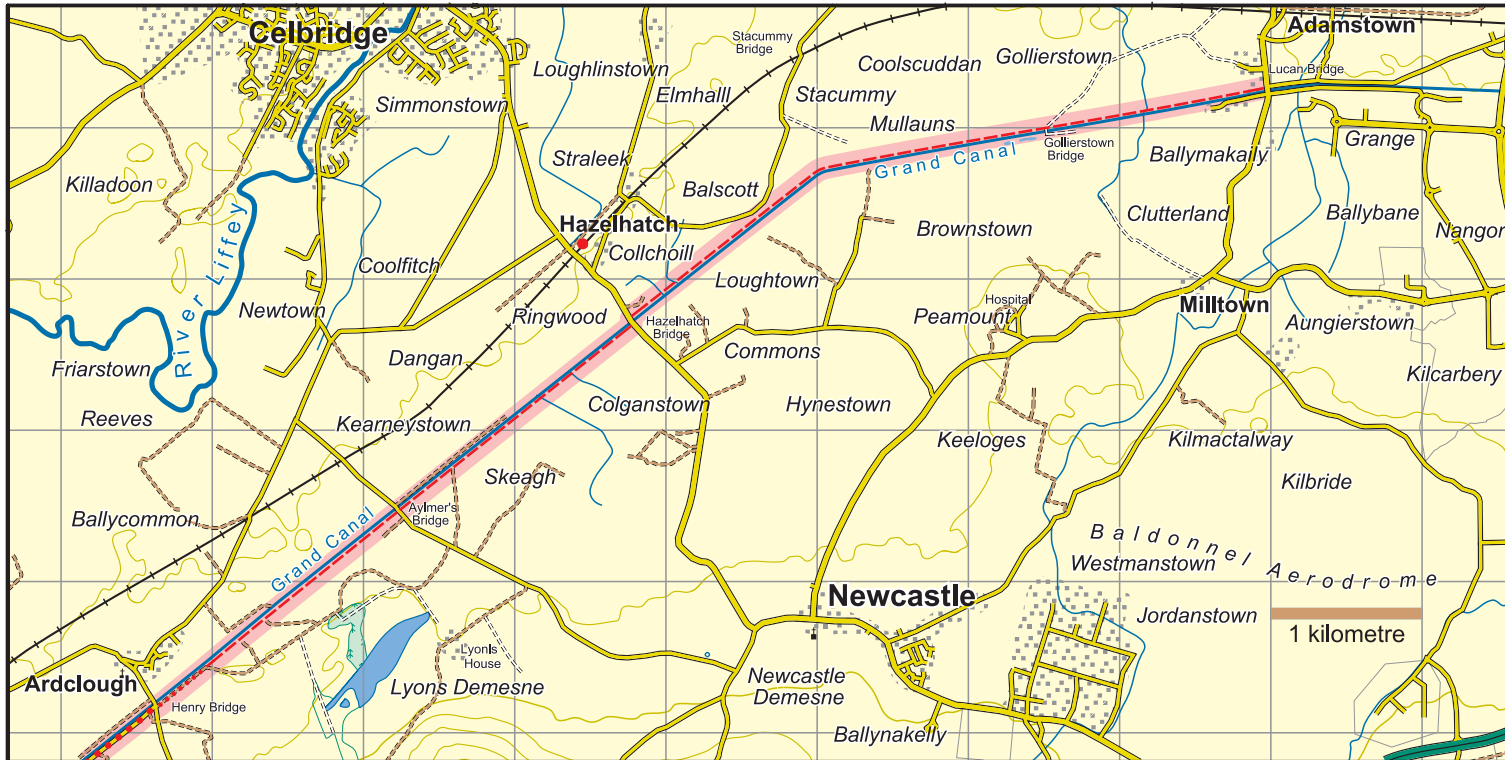 Celbridge
Adamstown
Stacummy
Bridge
Coolscuddan
Gollierstown
Loughlinstown
Lucan Bridge
Elmhalll
Stacummy
Simmonstown
Mullauns
Grange
Gollierstown
Bridge
Grand Canal
Ballymakaily
Straleek
Killadoon
Balscott
Hazelhatch
Clutterland
Ballybane
Brownstown
Nangor
Collchoill
River Liffey
Coolfitch
Loughtown
Newtown
Ringwood
Hospital
Peamount
Milltown
Hazelhatch
Bridge
Aungierstown
Dangan
Commons
Friarstown
Kilcarbery
Reeves
Kearneystown
Colganstown
Hynestown
Keeloges
Kilmactalway
Skeagh
Kilbride
Ballycommon
Aylmer's
Bridge
Grand Canal
Baldonnel
Aerodrome
Westmanstown
Newcastle
Jordanstown
1 kilometre
Lyons
House
Ardclough
Lyons Demesne
Newcastle
Demesne
Henry Bridge
Ballynakelly